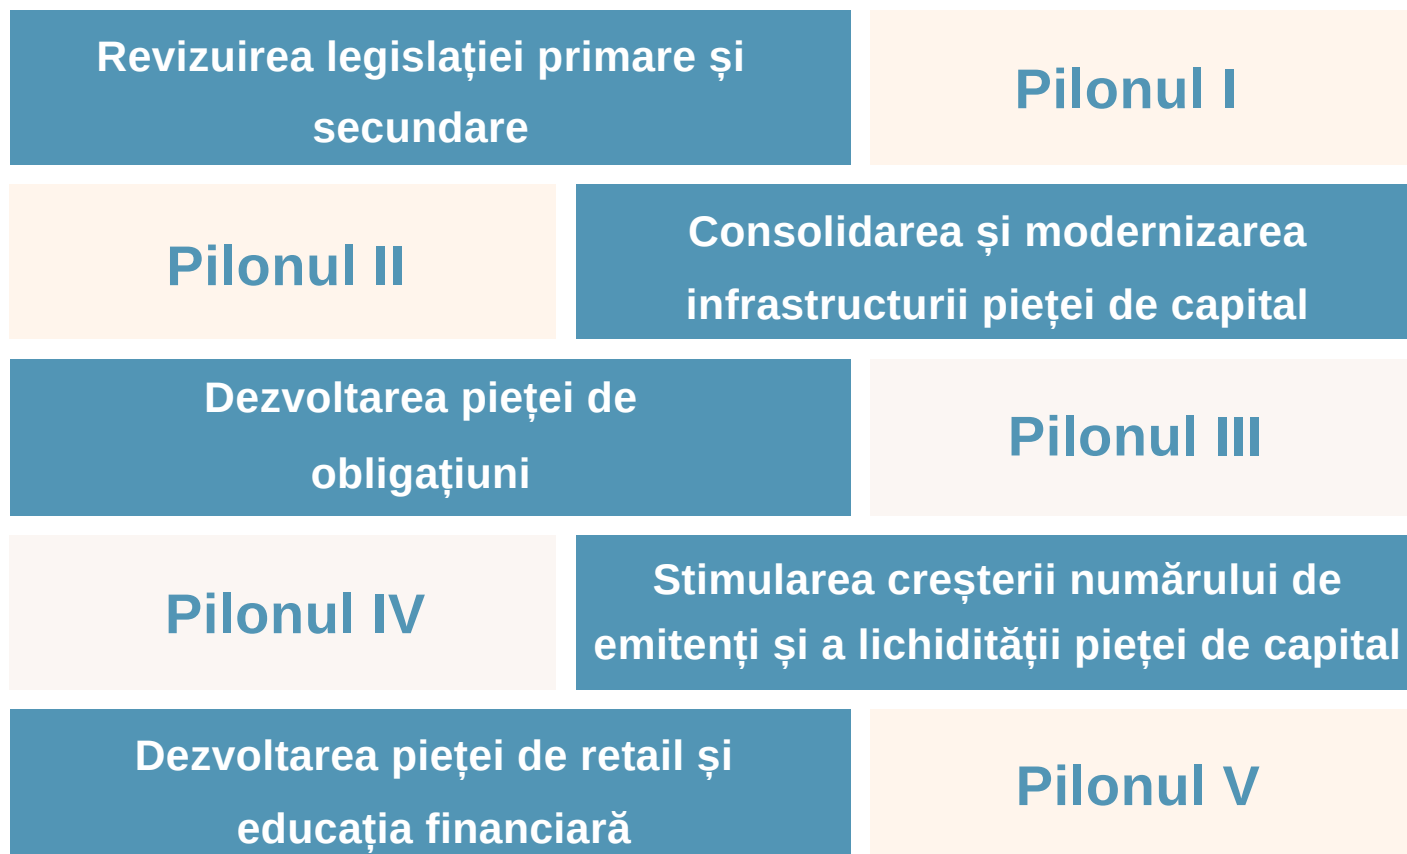 Revizuirea legislației primare și
secundare
Pilonul I
Pilonul II
Consolidarea și modernizarea
infrastructurii pieței de capital
Dezvoltarea pieței de
obligațiuni
Pilonul III
Pilonul IV
Stimularea creșterii numărului de
emitenți și a lichidității pieței de capital
Dezvoltarea pieței de retail și
educația financiară
Pilonul V